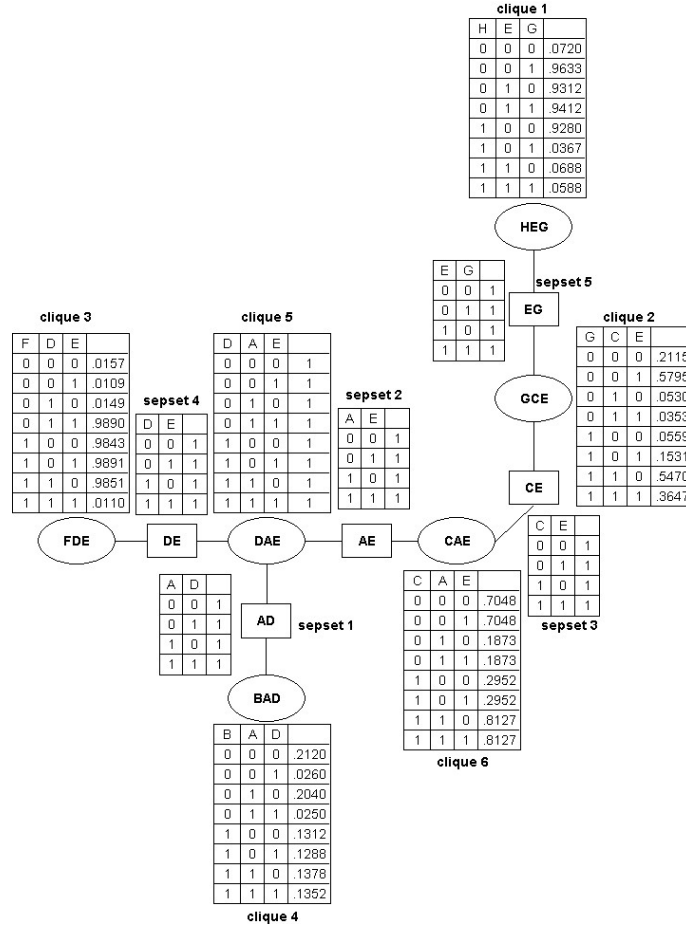 clique 1
H E G
0 0 0 .0720
0 0 1 .9633
0 1 0 .9312
0 1 1 .9412
1 0 0 .9280
1 0 1 .0367
1 1 0 .0688
1 1 1 .0588
HEG
E G
0 0 1
0 1 1
1 0 1
1 1 1
sepset 5
EG
clique 2
G C E
0 0 0 .2115
0 0 1 .5795
0 1 0 .0530
0 1 1 .0353
1 0 0 .0559
1 0 1 .1531
1 1 0 .5470
1 1 1 .3647
GCE
CE
C E
0 0 1
0 1 1
1 0 1
1 1 1
sepset 3
clique 3
F D E
0 0 0 .0157
0 0 1 .0109
0 1 0 .0149
0 1 1 .9890
1 0 0 .9843
1 0 1 .9891
1 1 0 .9851
1 1 1 .0110
sepset 4
D E
0 0 1
0 1 1
1 0 1
1 1 1
clique 5
D A E
0 0 0 1
0 0 1 1
0 1 0 1
0 1 1 1
1 0 0 1
1 0 1 1
1 1 0 1
1 1 1 1
sepset 2
A E
0 0 1
0 1 1
1 0 1
1 1 1
FDE
DE
DAE
AE
CAE
A D
0 0 1
0 1 1
1 0 1
1 1 1
AD
sepset 1
C A E
0 0 0 .7048
0 0 1 .7048
0 1 0 .1873
0 1 1 .1873
1 0 0 .2952
1 0 1 .2952
1 1 0 .8127
1 1 1 .8127
clique 6
BAD
B A D
0 0 0 .2120
0 0 1 .0260
0 1 0 .2040
0 1 1 .0250
1 0 0 .1312
1 0 1 .1288
1 1 0 .1378
1 1 1 .1352
clique 4